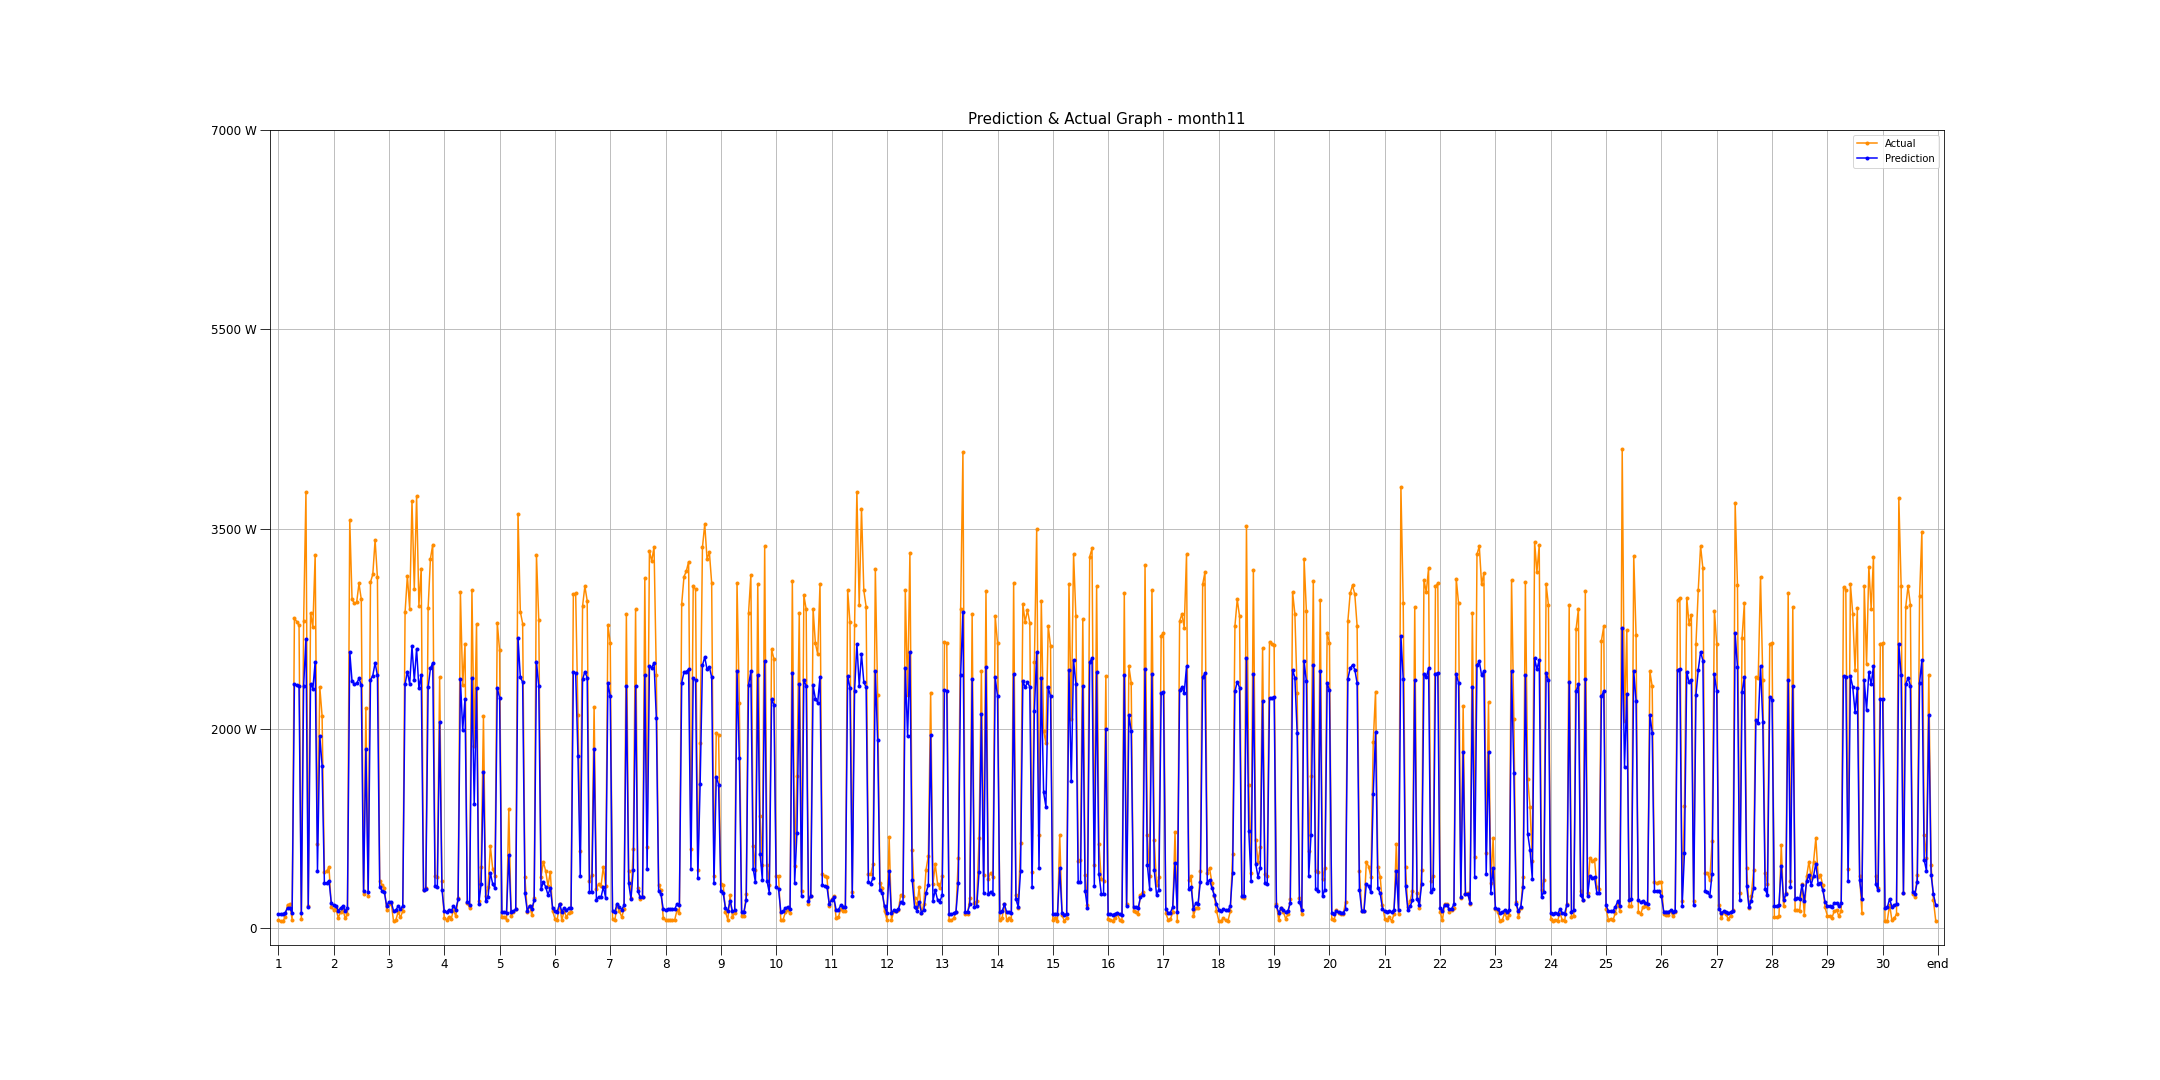 Prediction & Actual Graph - month11
7000 W
Actual
Prediction
5500 W
3500 W
2000 W
0
1 2 3 4 5 6 7 8 9 10 11 12 13 14 15 16 17 18 19 20 21 22 23 24 25 26 27 28 29 30 end